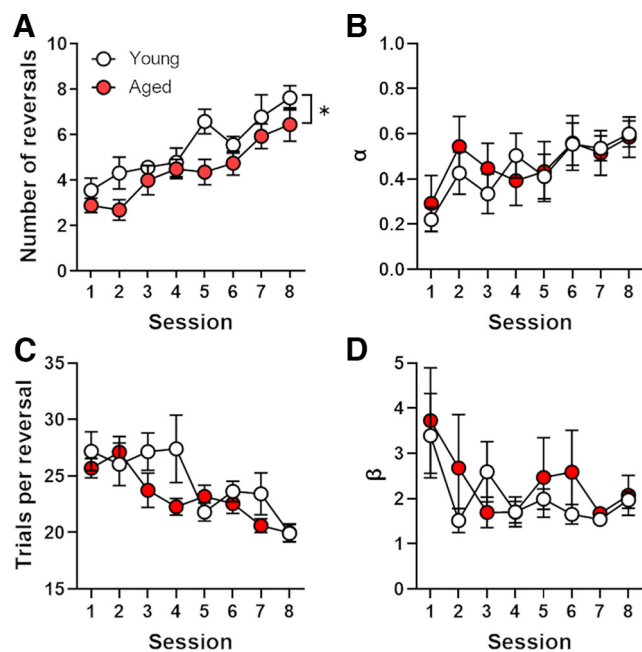 A
Number of reversals
10
8
6
4
2
0
Young
Aged
*
1 2 3 4 5 6 7 8
Session
B
α
1.0
0.8
0.6
0.4
0.2
0.0
1 2 3 4 5 6 7 8
Session
C
Trials per reversal
35
30
25
20
15
1 2 3 4 5 6 7 8
Session
D
β
5
4
3
2
1
0
1 2 3 4 5 6 7 8
Session